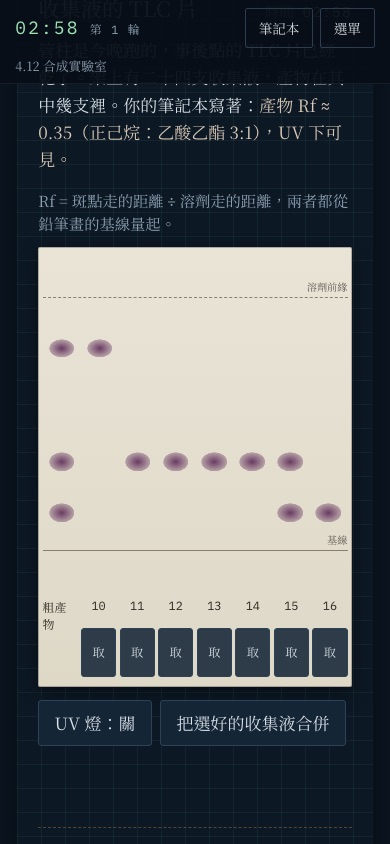 02:58 第 1 輪
筆記本
選單
4.12 合成實驗室
中幾支裡。你的筆記本寫著：產物 Rf ≈
0.35（正己烷：乙酸乙酯 3:1），UV 下可
見。
Rf = 斑點走的距離 ÷ 溶劑走的距離，兩者都從
鉛筆畫的基線量起。
溶劑前緣
基線
粗產
物
10 11 12 13 14 15 16
取 取 取 取 取 取 取
UV 燈：關
把選好的收集液合併